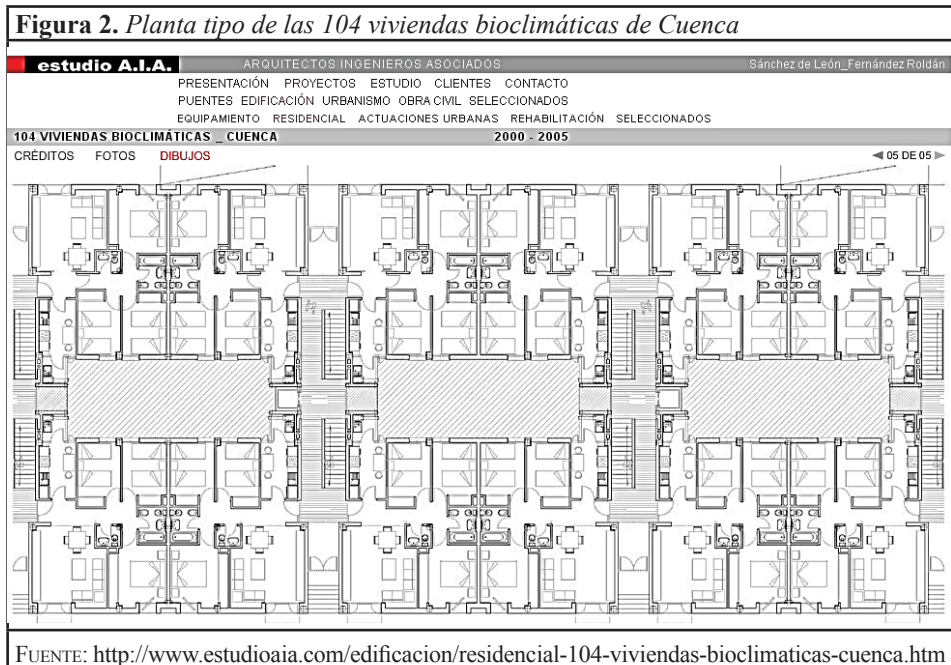 Figura 2. Planta tipo de las 104 viviendas bioclimáticas de Cuenca
estudio A.I.A. ARQUITECTOS INGENIEROS ASOCIADOS Sánchez de León_Fernández Roldán
PRESENTACIÓN PROYECTOS ESTUDIO CLIENTES CONTACTO
PUENTES EDIFICACIÓN URBANISMO OBRA CIVIL SELECCIONADOS
EQUIPAMIENTO RESIDENCIAL ACTUACIONES URBANAS REHABILITACIÓN SELECCIONADOS
104 VIVIENDAS BIOCLIMÁTICAS _ CUENCA 2000 - 2005
CRÉDITOS FOTOS DIBUJOS 05 DE 05
FUENTE: http://www.estudioaia.com/edificacion/residencial-104-viviendas-bioclimaticas-cuenca.htm